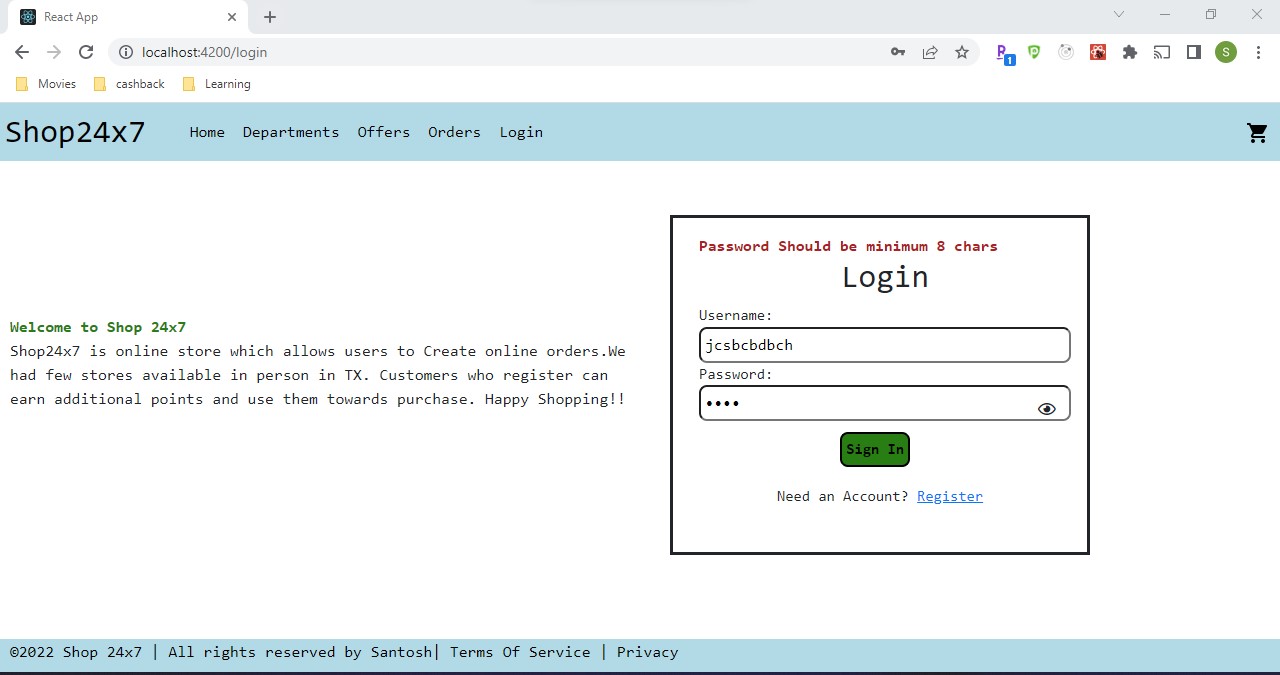 React App
localhost:4200/login
1
S
Movies cashback Learning
Shop24x7 Home Departments Offers Orders Login
Password Should be minimum 8 chars
Login
Username:
jcsbcbdbch
Password:
••••
Sign In
Need an Account? Register
Welcome to Shop 24x7
Shop24x7 is online store which allows users to Create online orders.We
had few stores available in person in TX. Customers who register can
earn additional points and use them towards purchase. Happy Shopping!!
©2022 Shop 24x7 | All rights reserved by Santosh| Terms Of Service | Privacy